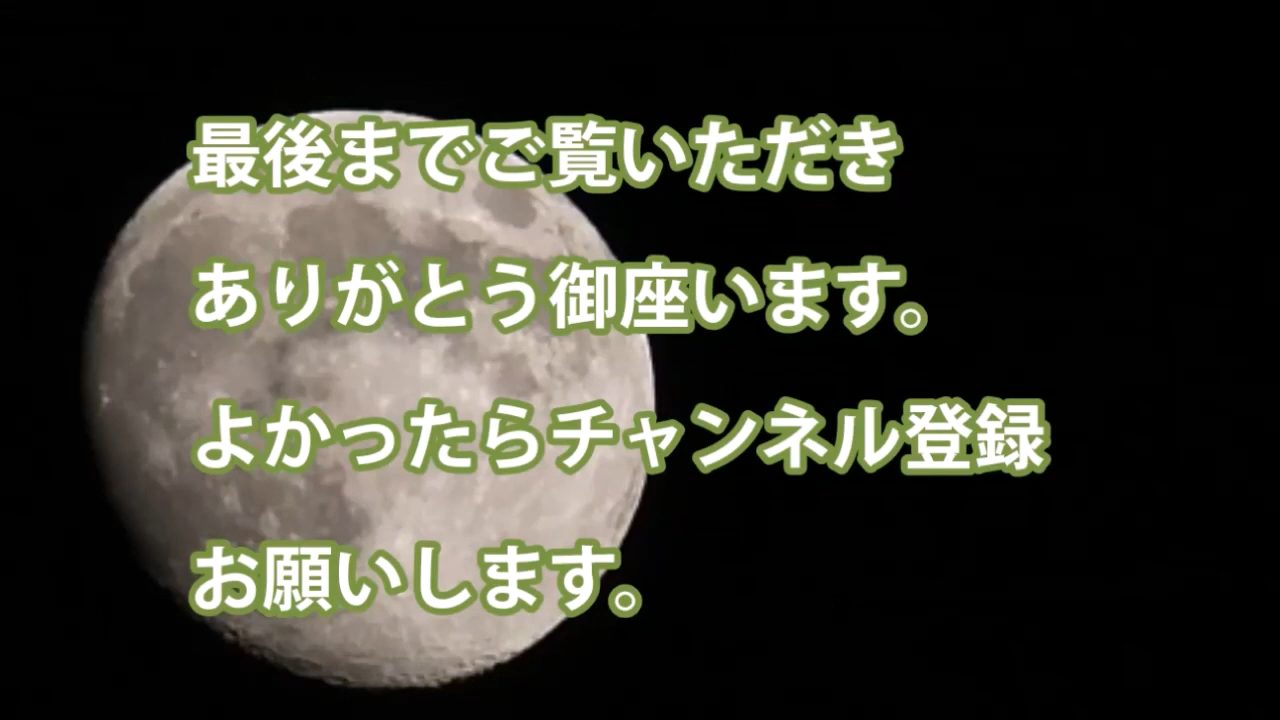 最後までご覧いただき
ありがとう御座います。
よかったらチャンネル登録
お願いします。